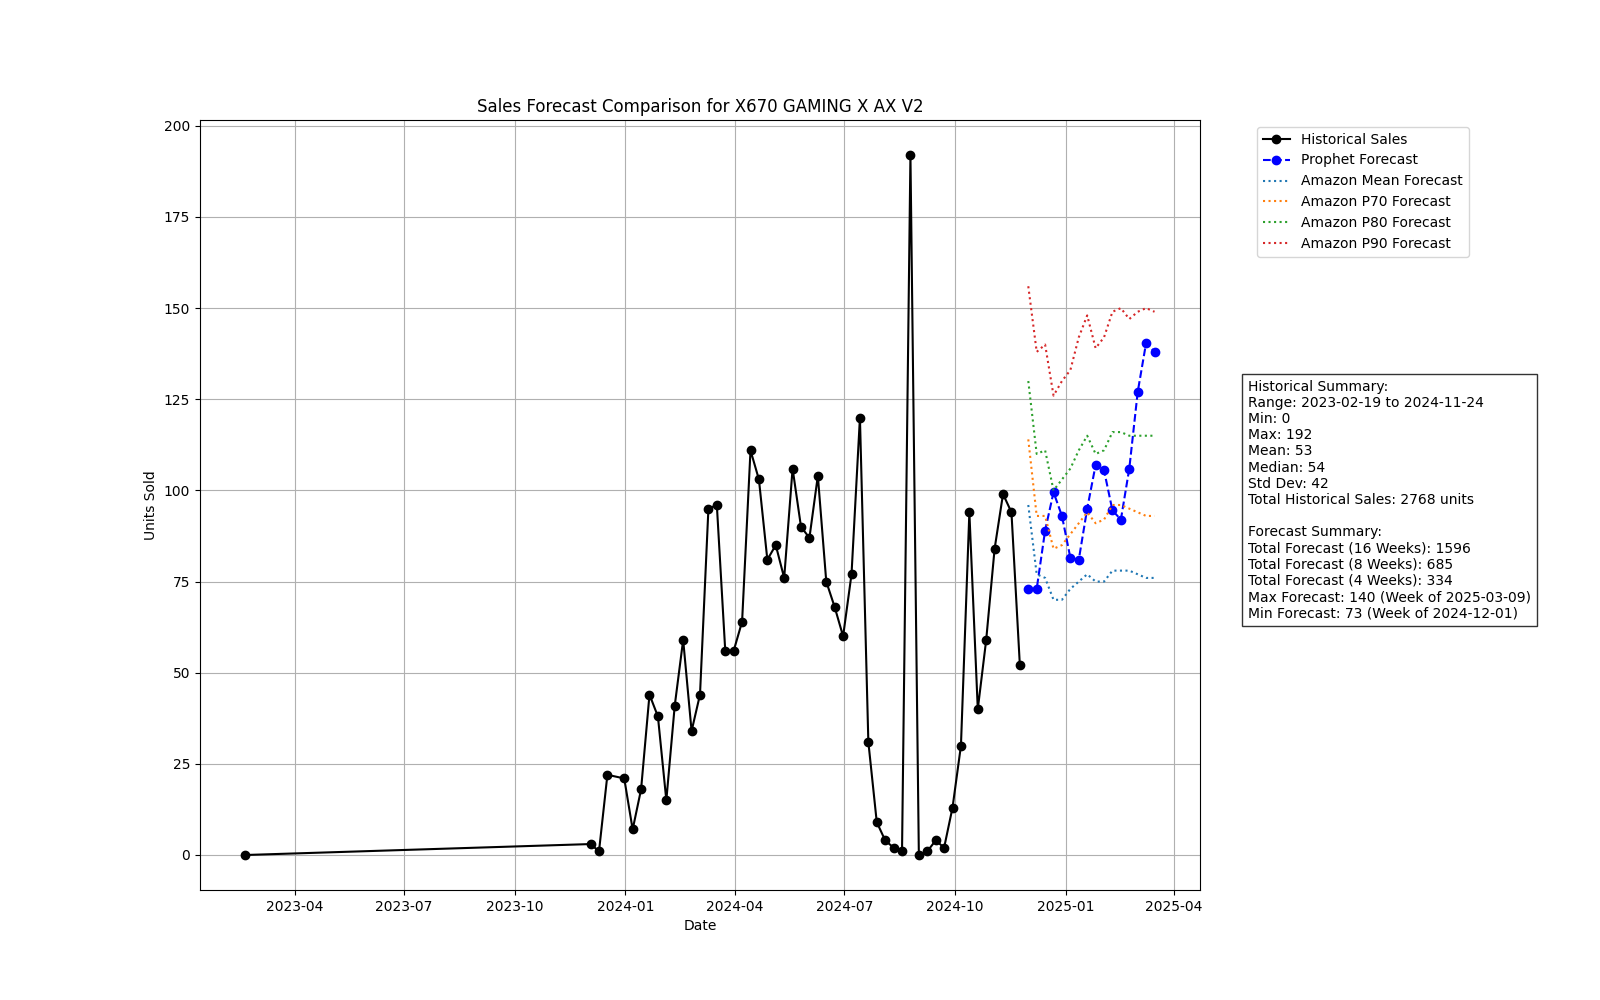 Sales Forecast Comparison for X670 GAMING X AX V2
200
175
150
125
100
75
50
25
0
Units Sold
2023-04
2023-07
2023-10
2024-01
2024-04
2024-07
2024-10
2025-01
2025-04
Date
Historical Sales
Prophet Forecast
Amazon Mean Forecast
Amazon P70 Forecast
Amazon P80 Forecast
Amazon P90 Forecast
Historical Summary:
Range: 2023-02-19 to 2024-11-24
Min: 0
Max: 192
Mean: 53
Median: 54
Std Dev: 42
Total Historical Sales: 2768 units
Forecast Summary:
Total Forecast (16 Weeks): 1596
Total Forecast (8 Weeks): 685
Total Forecast (4 Weeks): 334
Max Forecast: 140 (Week of 2025-03-09)
Min Forecast: 73 (Week of 2024-12-01)